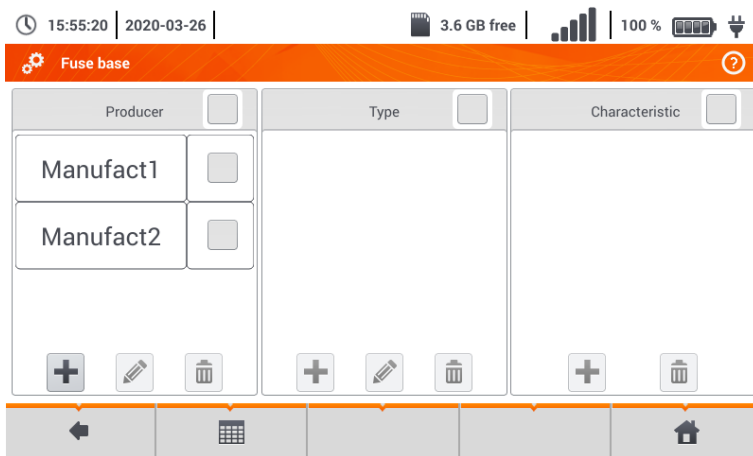 15:55:20 2020-03-26 3.6 GB free 100 %
Fuse base ?
Producer Type Characteristic
Manufact1
Manufact2